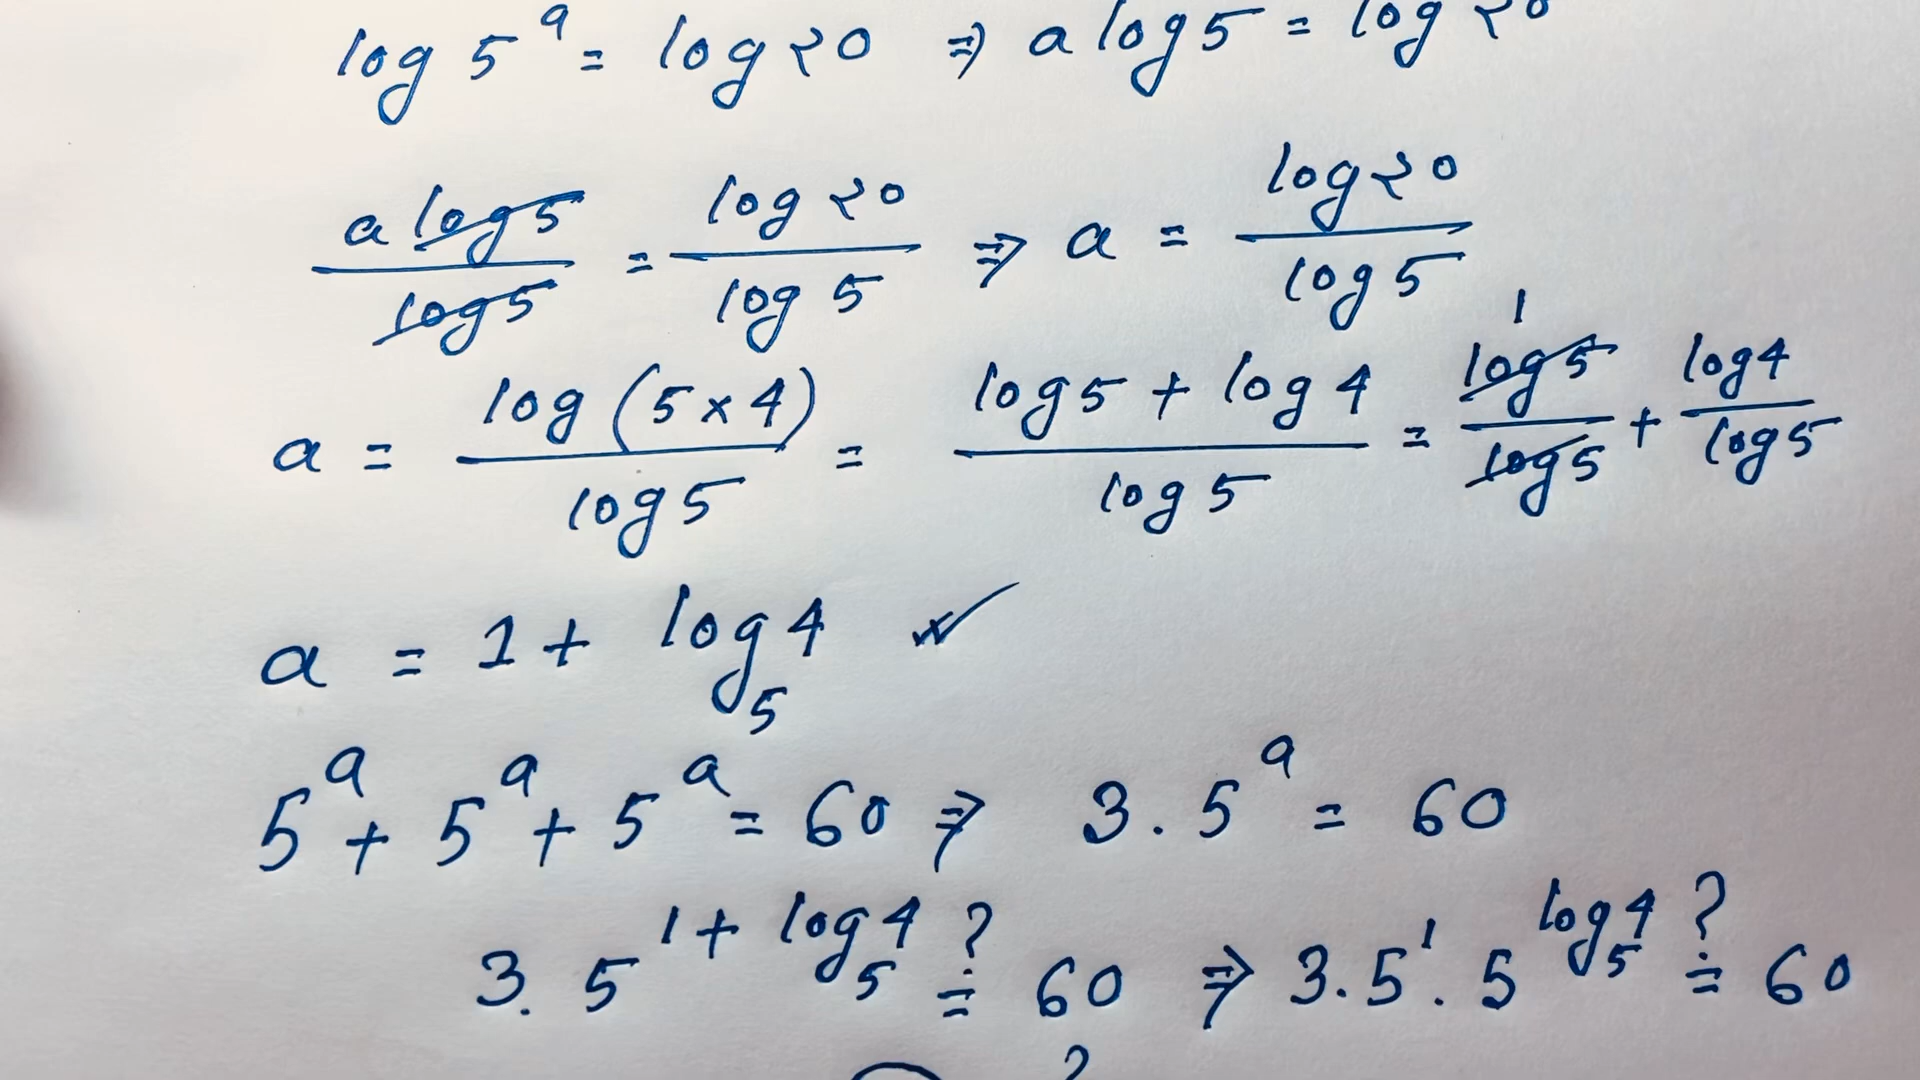 log 5^a = log 20 ⇒ a log 5 = log 20
a log 5 / log 5 = log 20 / log 5 ⇒ a = log 20 / log 5
a = log (5×4) / log 5 = log 5 + log 4 / log 5 = log 5 / log 5 1 + log 4 / log 5
a = 1 + log_5 4 ✓
5^a + 5^a + 5^a = 60 ⇒ 3 . 5^a = 60
3 . 5^(1 + log_5 4) ?= 60 ⇒ 3 . 5^1 . 5^(log_5 4) ?= 60
?